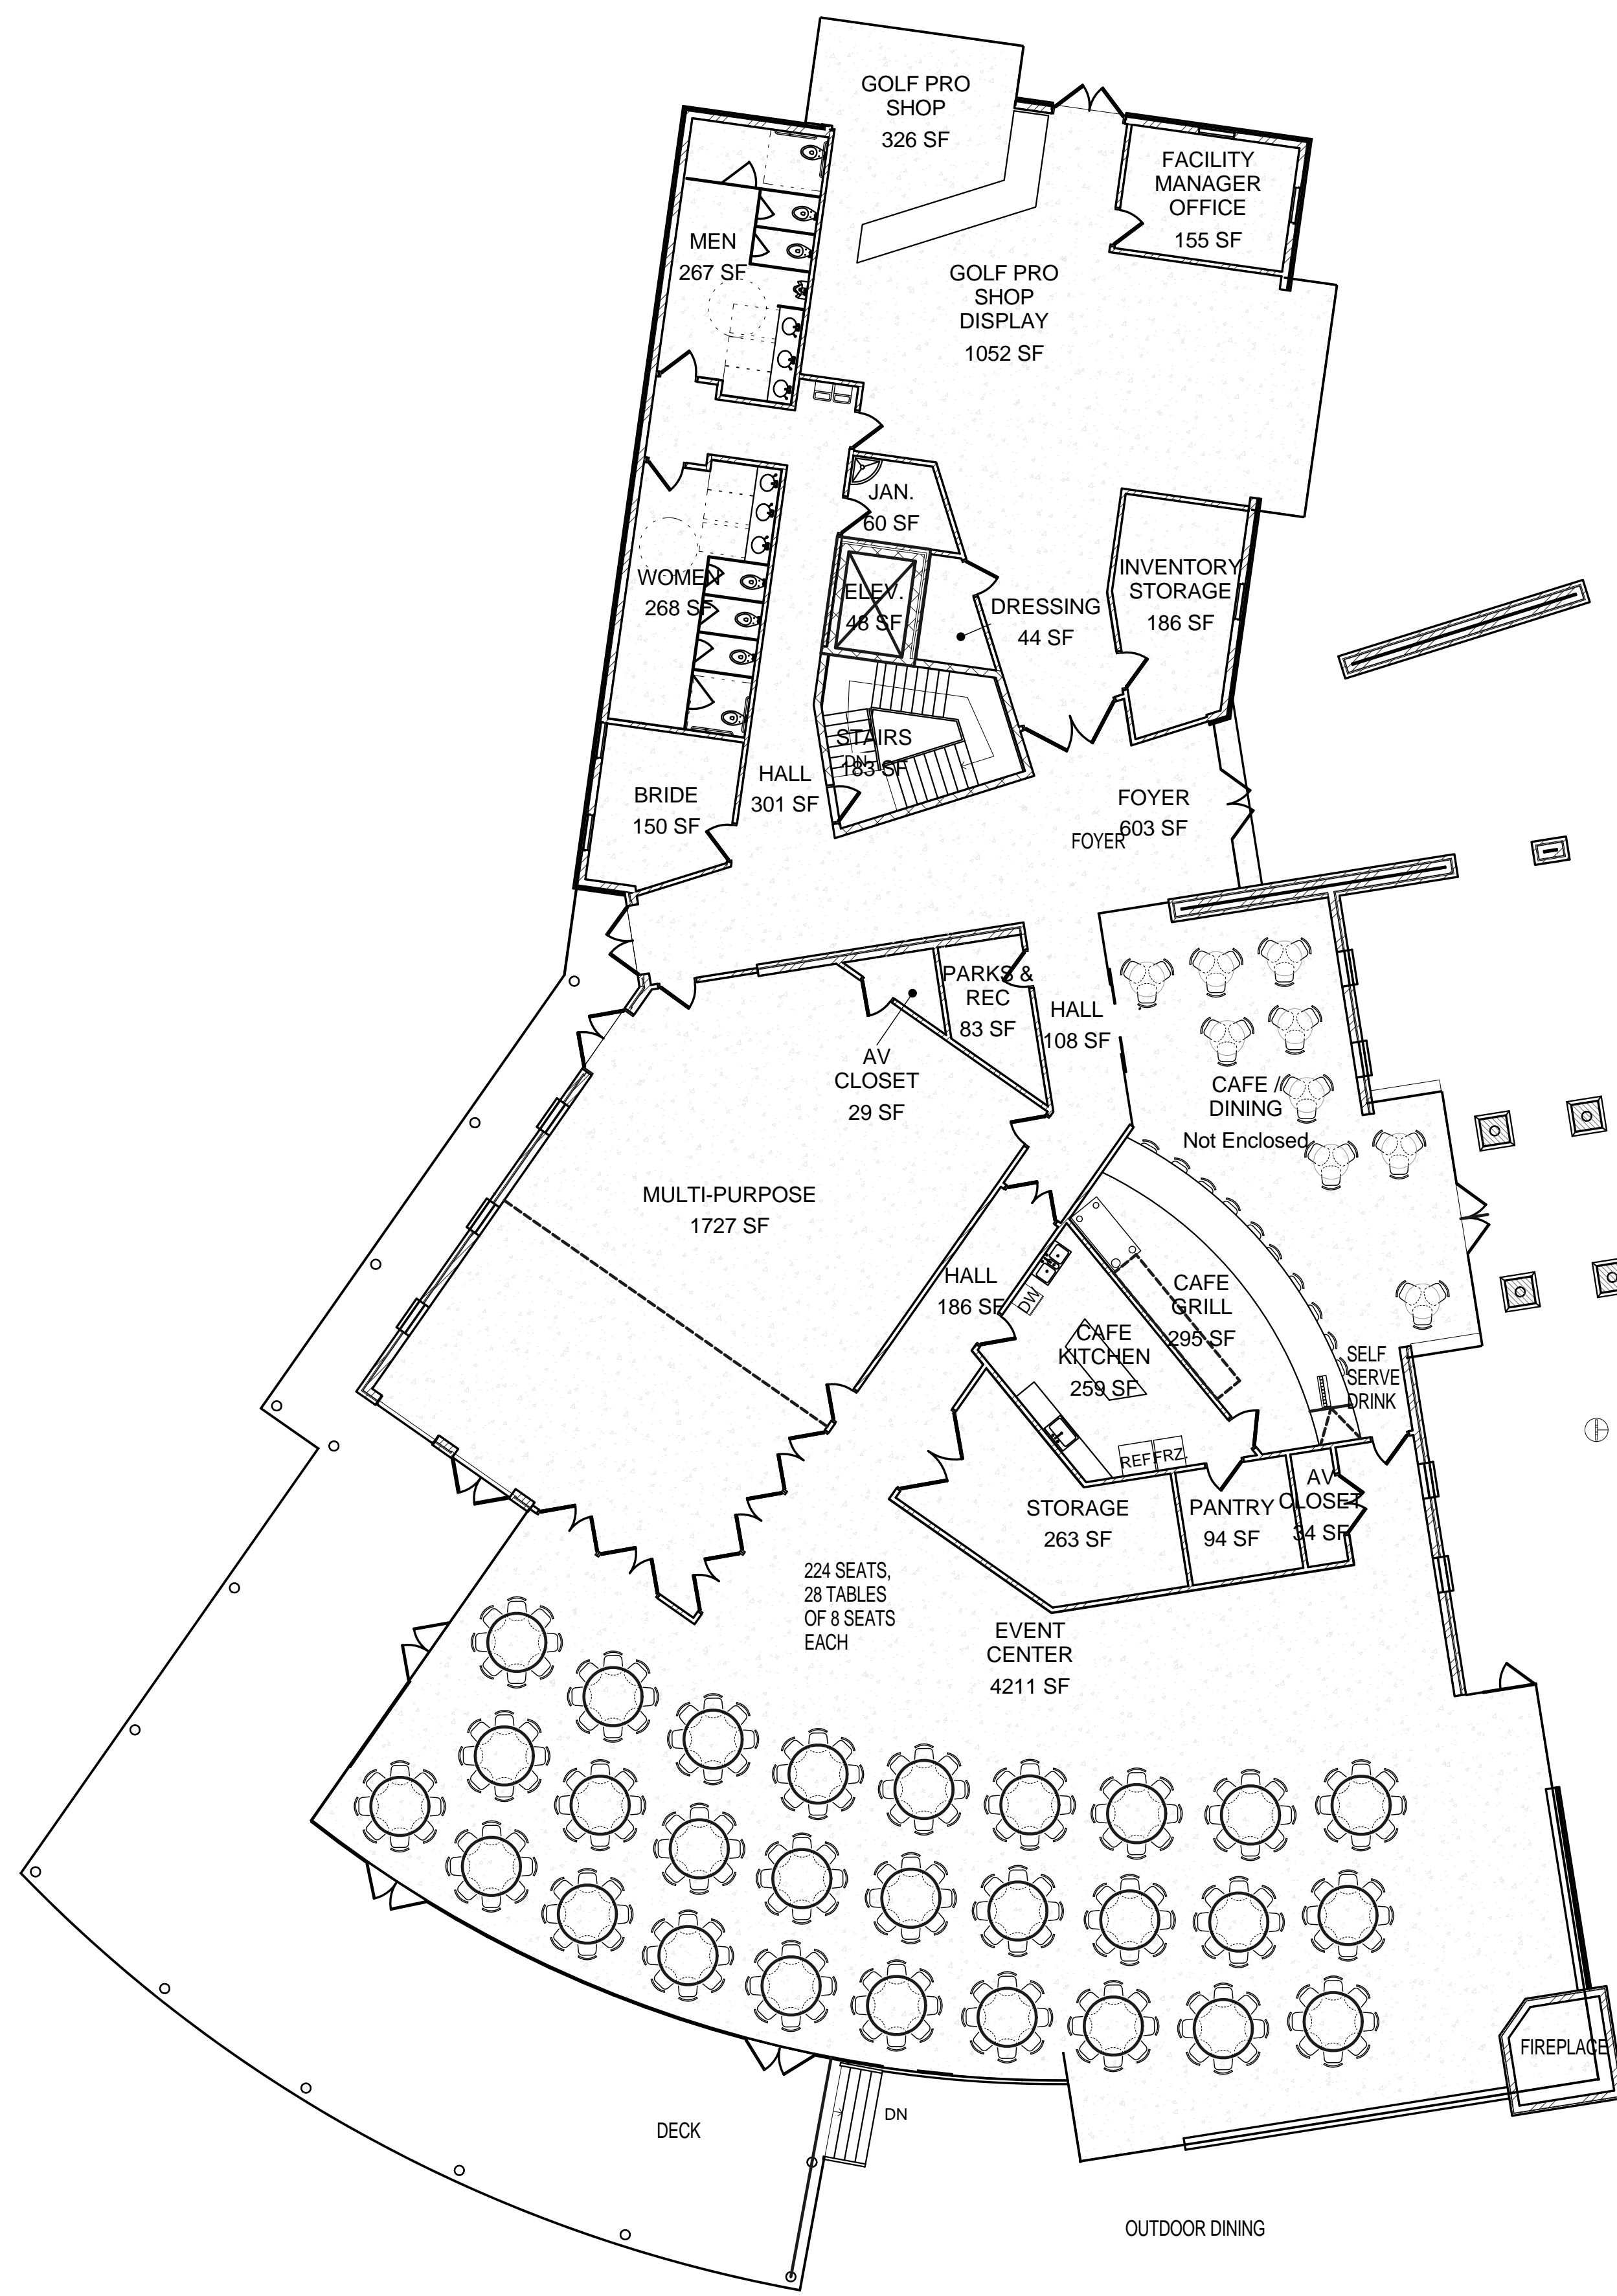 GOLF PRO
SHOP
326 SF
FACILITY
MANAGER
OFFICE
155 SF
MEN
267 SF
GOLF PRO
SHOP
DISPLAY
1052 SF
JAN.
60 SF
WOMEN
268 SF
ELEV.
48 SF
DRESSING
44 SF
INVENTORY
STORAGE
186 SF
STAIRS
DN
183 SF
HALL
301 SF
BRIDE
150 SF
FOYER
603 SF
FOYER
PARKS &
REC
83 SF
HALL
108 SF
AV
CLOSET
29 SF
CAFE /
DINING
Not Enclosed
MULTI-PURPOSE
1727 SF
HALL
186 SF
DW
CAFE
GRILL
295 SF
CAFE
KITCHEN
259 SF
SELF
SERVE
DRINK
REF
FRZ.
STORAGE
263 SF
PANTRY
94 SF
AV
CLOSET
34 SF
224 SEATS,
28 TABLES
OF 8 SEATS
EACH
EVENT
CENTER
4211 SF
FIREPLACE
DN
DECK
OUTDOOR DINING